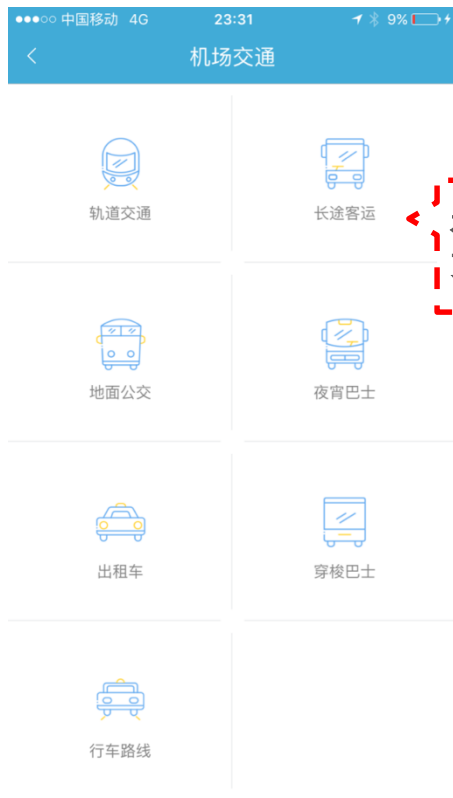 中国移动 4G 23:31 9%
机场交通
轨道交通 长途客运
地面公交 夜宵巴士
出租车 穿梭巴士
行车路线